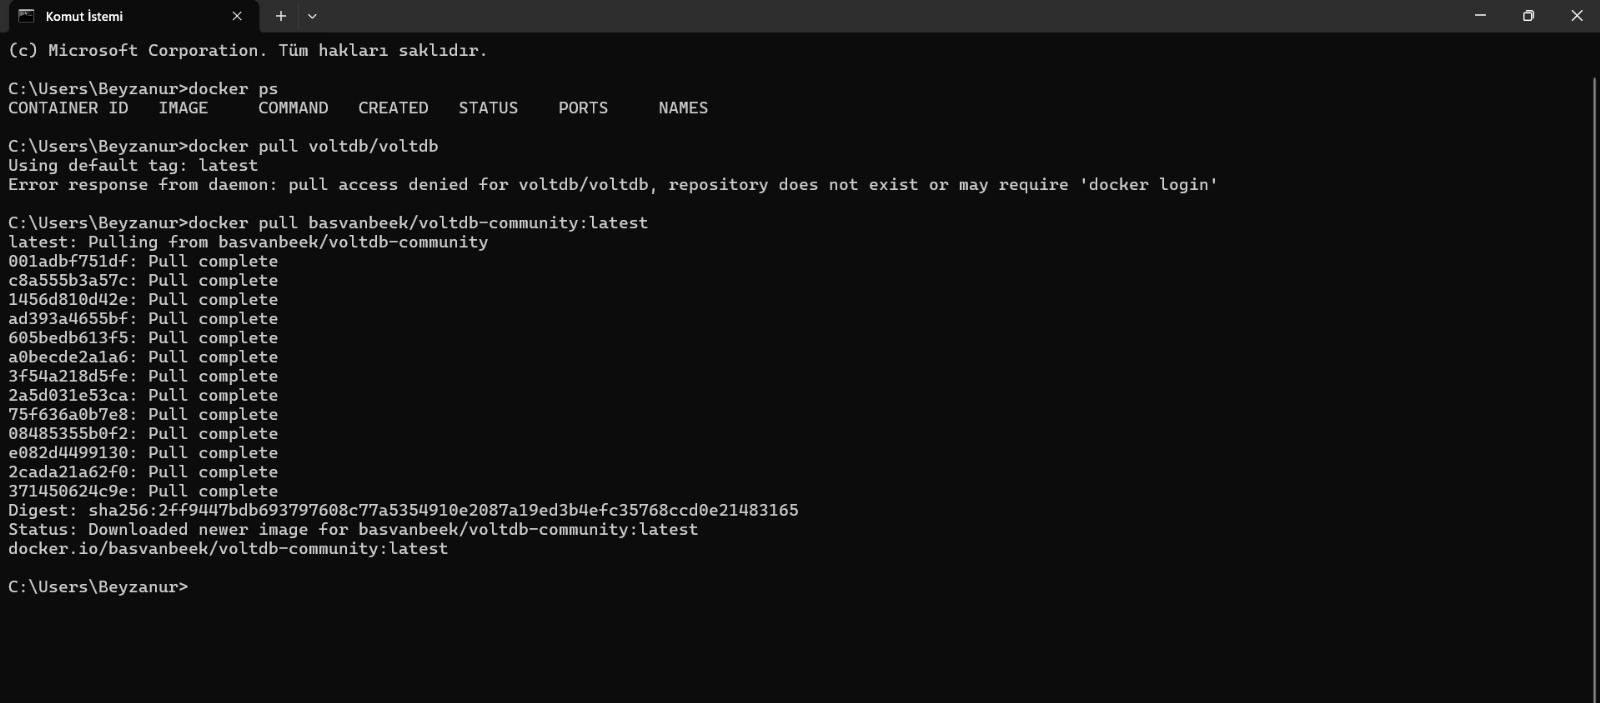 Komut İstemi
(c) Microsoft Corporation. Tüm hakları saklıdır.
C:\Users\Beyzanur>docker ps
CONTAINER ID   IMAGE     COMMAND   CREATED   STATUS    PORTS     NAMES
C:\Users\Beyzanur>docker pull voltdb/voltdb
Using default tag: latest
Error response from daemon: pull access denied for voltdb/voltdb, repository does not exist or may require 'docker login'
C:\Users\Beyzanur>docker pull basvanbeek/voltdb-community:latest
latest: Pulling from basvanbeek/voltdb-community
001adbf751df: Pull complete
c8a555b3a57c: Pull complete
1456d810d42e: Pull complete
ad393a4655bf: Pull complete
605bedb613f5: Pull complete
a0becde2a1a6: Pull complete
3f54a218d5fe: Pull complete
2a5d031e53ca: Pull complete
75f636a0b7e8: Pull complete
08485355b0f2: Pull complete
e082d4499130: Pull complete
2cada21a62f0: Pull complete
371450624c9e: Pull complete
Digest: sha256:2ff9447bdb693797608c77a5354910e2087a19ed3b4efc35768ccd0e21483165
Status: Downloaded newer image for basvanbeek/voltdb-community:latest
docker.io/basvanbeek/voltdb-community:latest
C:\Users\Beyzanur>